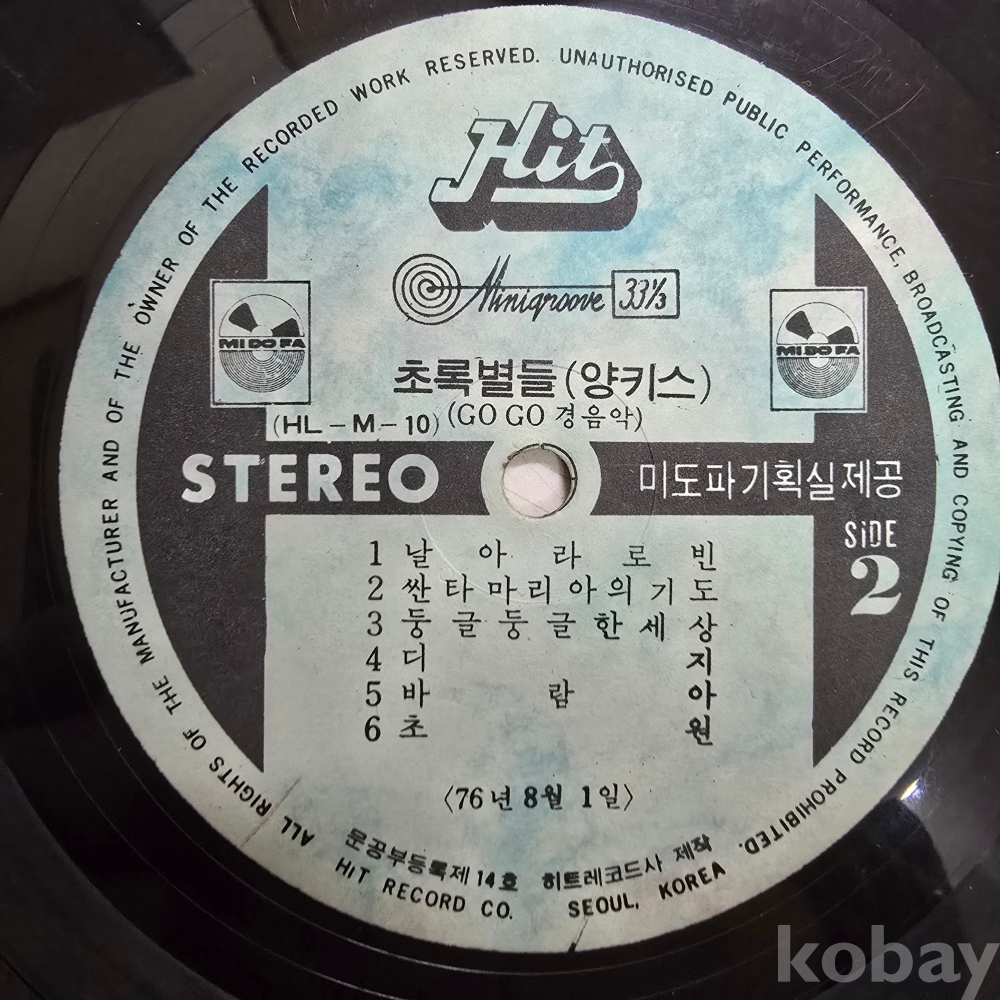 ALL RIGHTS OF THE MANUFACTURER AND OF THE OWNER OF THE RECORDED WORK RESERVED. UNAUTHORISED PUBLIC PERFORMANCE, BROADCASTING AND COPYING OF THIS RECORD PROHIBITED.
Hit
Minigroove 33⅓
MIDOFA
MIDOFA
초록별들(양키스)
(HL-M-10) (GO GO 경음악)
STEREO
미도파기획실제공
SiDE
2
1 날아라로빈
2 싼타마리아의기도
3 둥글둥글한세상
4 디지
5 바람아
6 초원
〈76년 8월 1일〉
문공부등록제14호 히트레코드사 제작
HIT RECORD CO. SEOUL, KOREA
kobay